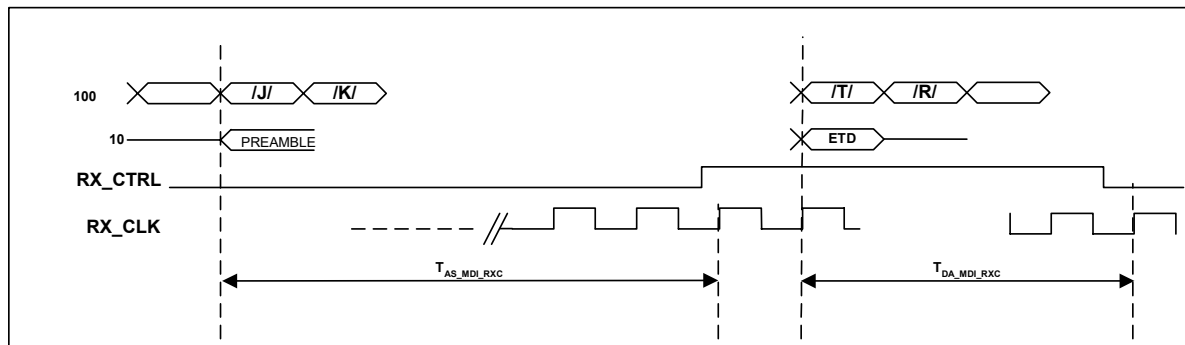 100 /J/ /K/ /T/ /R/
10 PREAMBLE ETD
RX_CTRL
RX_CLK
TAS_MDI_RXC TDA_MDI_RXC